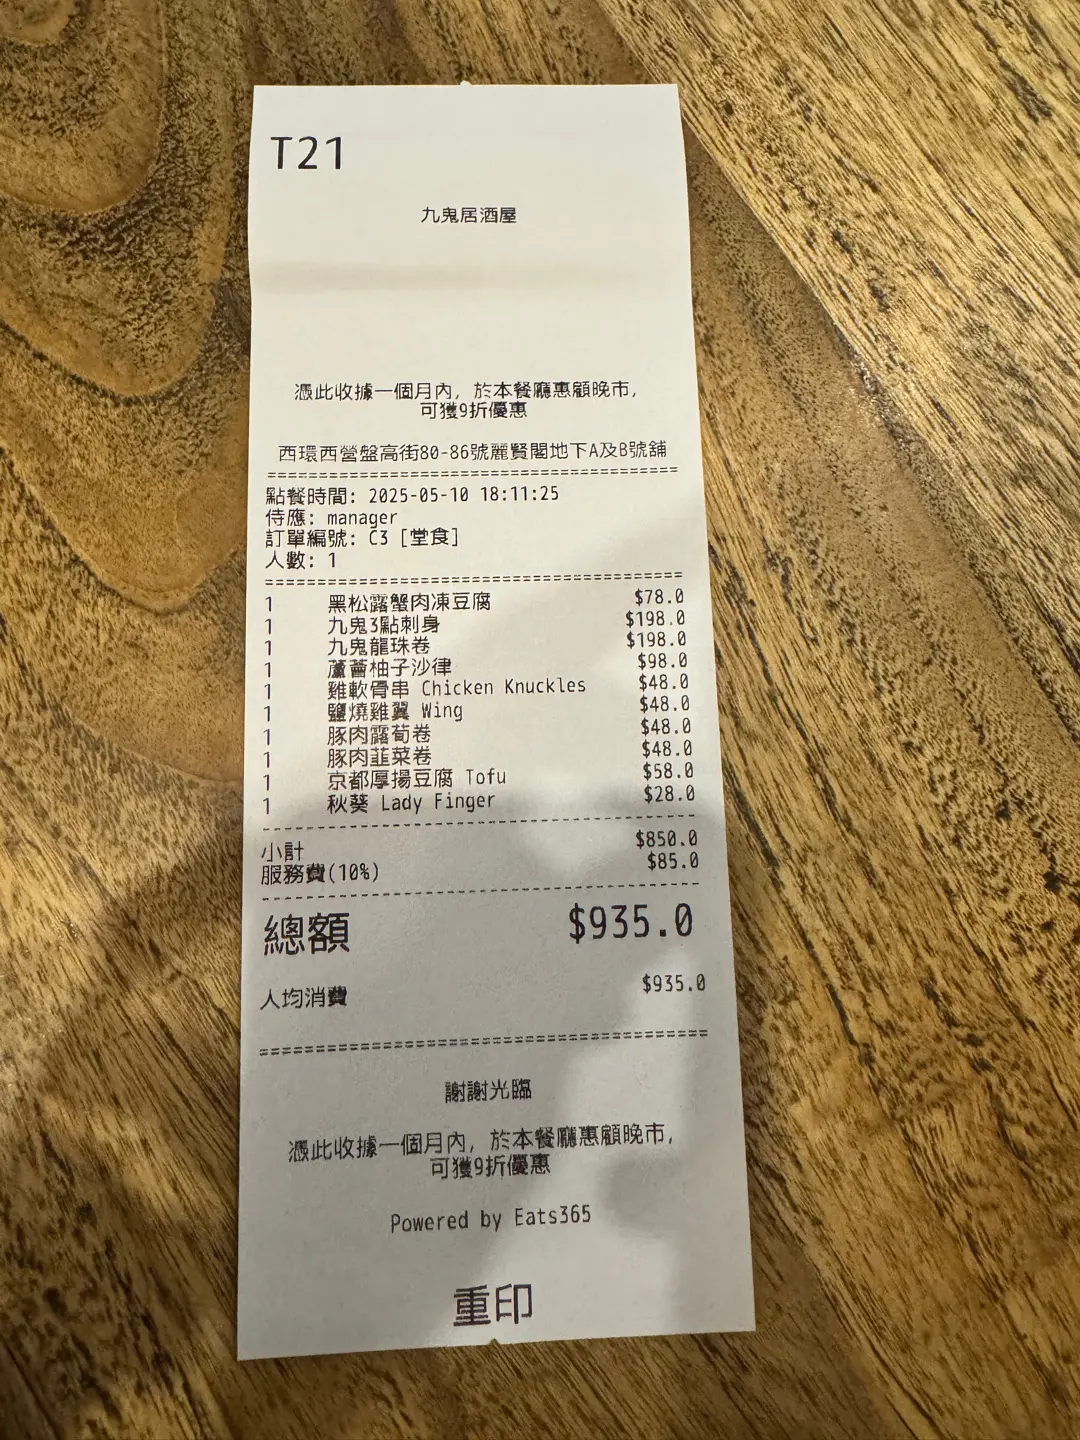 T21
九鬼居酒屋
憑此收據一個月內, 於本餐廳惠顧晚市,
可獲9折優惠
西環西營盤高街80-86號麗賢閣地下A及B號舖
========================================
點餐時間: 2025-05-10 18:11:25
侍應: manager
訂單編號: C3 [堂食]
人數: 1
========================================
1 黑松露蟹肉凍豆腐 $78.0
1 九鬼3點刺身 $198.0
1 九鬼龍珠卷 $198.0
1 蘆薈柚子沙律 $98.0
1 雞軟骨串 Chicken Knuckles $48.0
1 鹽燒雞翼 Wing $48.0
1 豚肉露荀卷 $48.0
1 豚肉韮菜卷 $48.0
1 京都厚揚豆腐 Tofu $58.0
1 秋葵 Lady Finger $28.0
----------------------------------------
小計 $850.0
服務費(10%) $85.0
----------------------------------------
總額 $935.0
人均消費 $935.0
========================================
謝謝光臨
憑此收據一個月內, 於本餐廳惠顧晚市,
可獲9折優惠
Powered by Eats365
重印